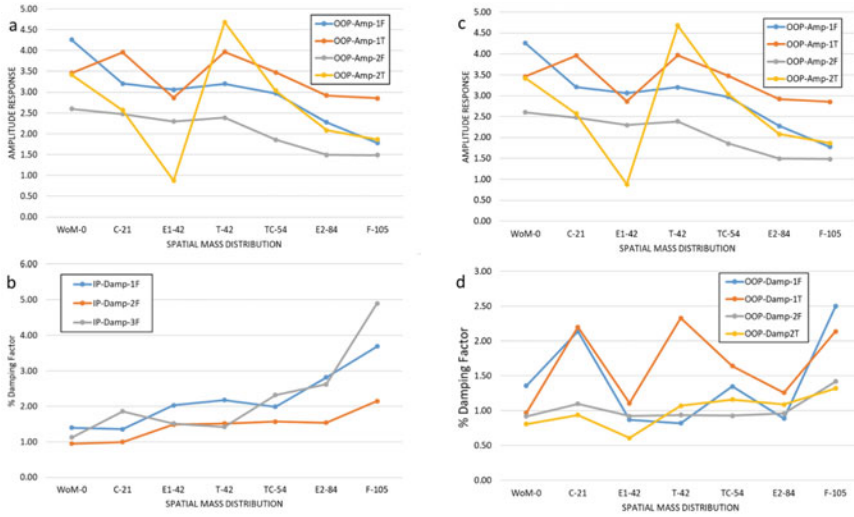 a
5.00
4.50
4.00
3.50
3.00
2.50
2.00
1.50
1.00
0.50
0.00
AMPLITUDE RESPONSE
OOP-Amp-1F
OOP-Amp-1T
OOP-Amp-2F
OOP-Amp-2T
WoM-0 C-21 E1-42 T-42 TC-54 E2-84 F-105
SPATIAL MASS DISTRIBUTION
c
5.00
4.50
4.00
3.50
3.00
2.50
2.00
1.50
1.00
0.50
0.00
AMPLITUDE RESPONSE
OOP-Amp-1F
OOP-Amp-1T
OOP-Amp-2F
OOP-Amp-2T
WoM-0 C-21 E1-42 T-42 TC-54 E2-84 F-105
SPATIAL MASS DISTRIBUTION
b
6.00
5.00
4.00
3.00
2.00
1.00
0.00
% Damping Factor
IP-Damp-1F
IP-Damp-2F
IP-Damp-3F
WoM-0 C-21 E1-42 T-42 TC-54 E2-84 F-105
SPATIAL MASS DISTRIBUTION
d
3.00
2.50
2.00
1.50
1.00
0.50
0.00
% Damping Factor
OOP-Damp-1F
OOP-Damp-1T
OOP-Damp-2F
OOP-Damp2T
WoM-0 C-21 E1-42 T-42 TC-54 E2-84 F-105
SPATIAL MASS DISTRIBUTION